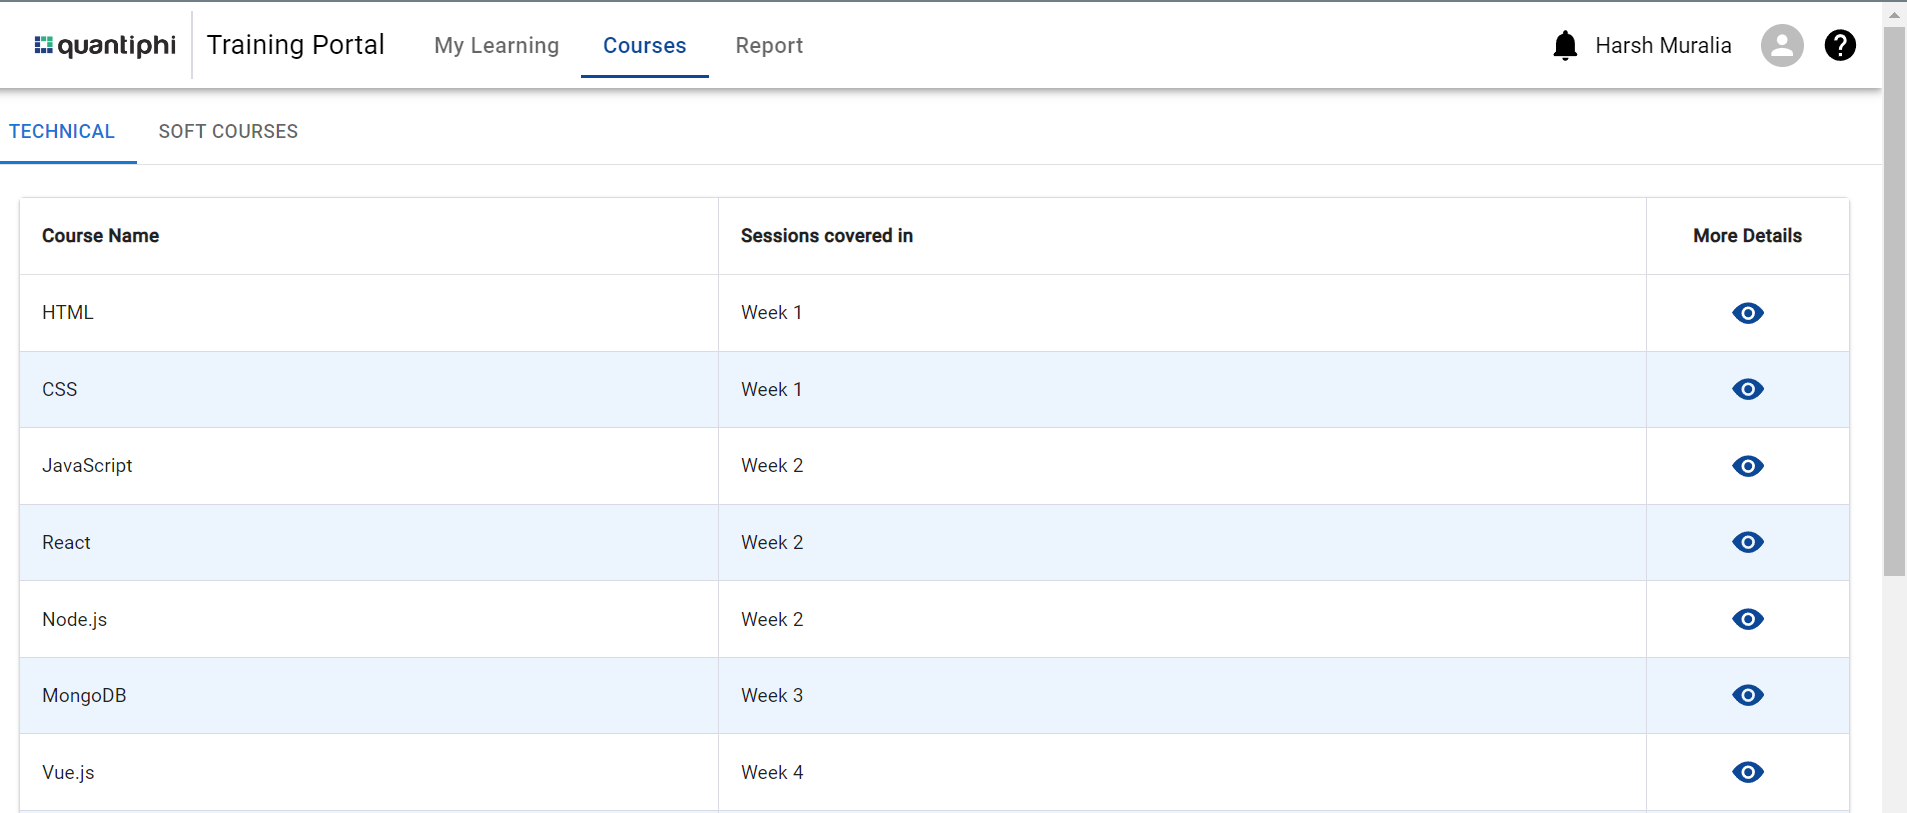 quantiphi Training Portal My Learning Courses Report Harsh Muralia ?
TECHNICAL SOFT COURSES
Course Name Sessions covered in More Details
HTML Week 1
CSS Week 1
JavaScript Week 2
React Week 2
Node.js Week 2
MongoDB Week 3
Vue.js Week 4